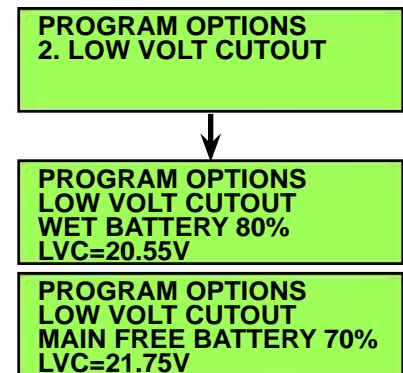 PROGRAM OPTIONS
2. LOW VOLT CUTOUT
PROGRAM OPTIONS
LOW VOLT CUTOUT
WET BATTERY 80%
LVC=20.55V
PROGRAM OPTIONS
LOW VOLT CUTOUT
MAIN FREE BATTERY 70%
LVC=21.75V